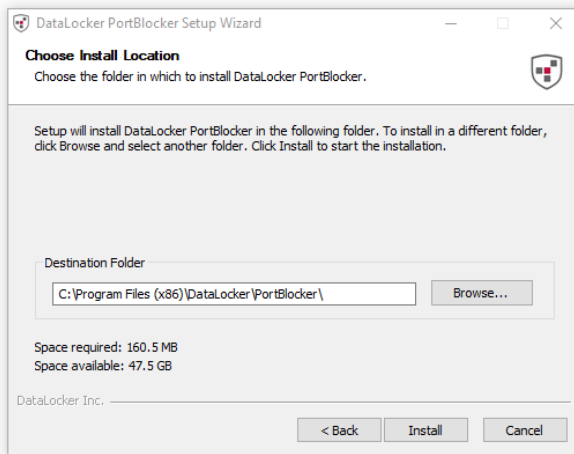 DataLocker PortBlocker Setup Wizard
Choose Install Location
Choose the folder in which to install DataLocker PortBlocker.
Setup will install DataLocker PortBlocker in the following folder. To install in a different folder,
click Browse and select another folder. Click Install to start the installation.
Destination Folder
C:\Program Files (x86)\DataLocker\PortBlocker\
Browse...
Space required: 160.5 MB
Space available: 47.5 GB
DataLocker Inc.
< Back
Install
Cancel